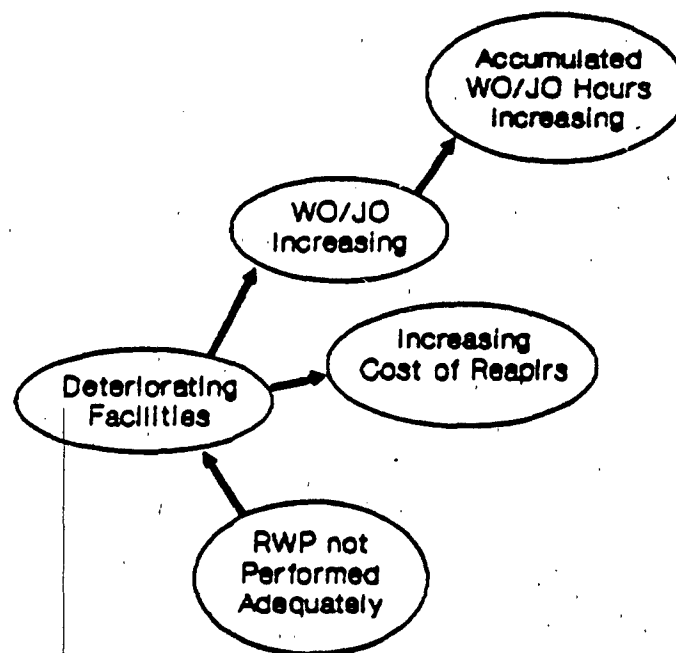 Accumulated
WO/JO Hours
Increasing
WO/JO
Increasing
Increasing
Cost of Reapirs
Deteriorating
Facilities
RWP not
Performed
Adequately